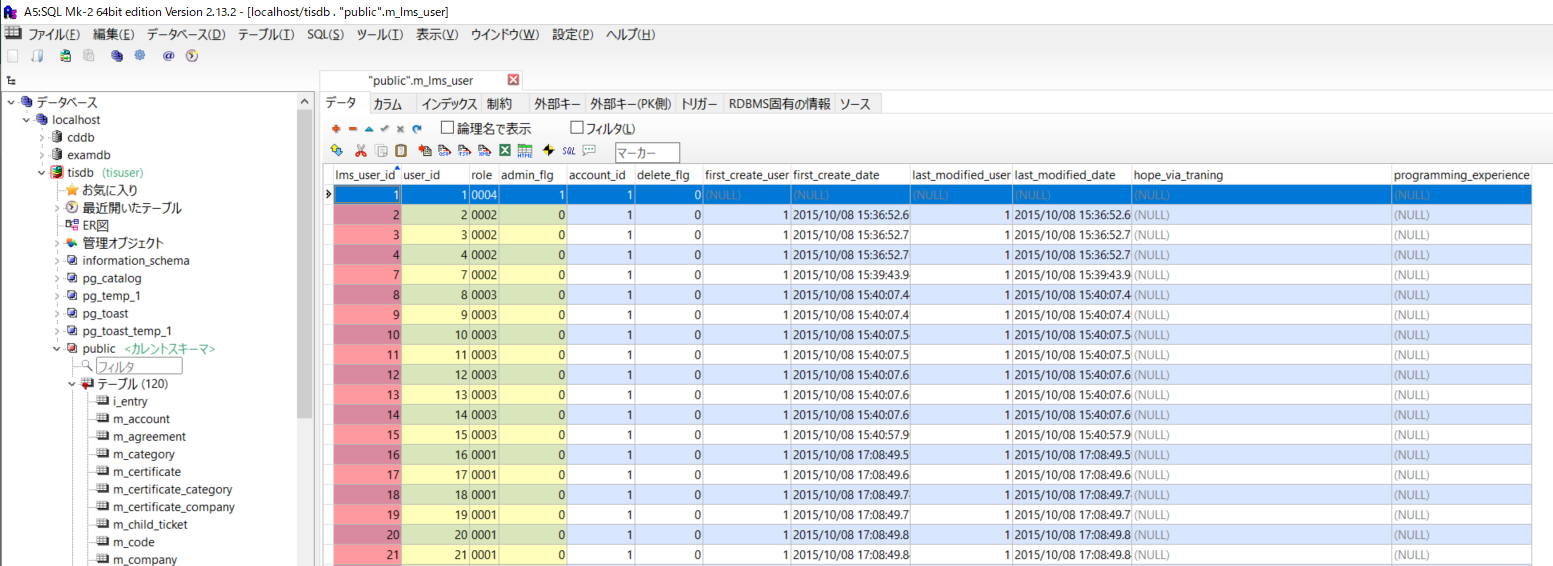 A5:SQL Mk-2 64bit edition Version 2.13.2 - [localhost/tisdb . "public".m_lms_user]
ファイル(F) 編集(E) データベース(D) テーブル(T) SQL(S) ツール(T) 表示(V) ウインドウ(W) 設定(P) ヘルプ(H)
データベース
localhost
cddb
examdb
tisdb (tisuser)
お気に入り
最近開いたテーブル
ER図
管理オブジェクト
information_schema
pg_catalog
pg_temp_1
pg_toast
pg_toast_temp_1
public <カレントスキーマ>
フィルタ
テーブル (120)
i_entry
m_account
m_agreement
m_category
m_certificate
m_certificate_category
m_certificate_company
m_child_ticket
m_code
m_company
"public".m_lms_user
データ カラム インデックス 制約 外部キー 外部キー(PK側) トリガー RDBMS固有の情報 ソース
論理名で表示 フィルタ(L)
SQL マーカー
lms_user_id user_id role admin_flg account_id delete_flg first_create_user first_create_date last_modified_user last_modified_date hope_via_traning programming_experience
1 1 0004 1 1 0 (NULL) (NULL) (NULL) (NULL) (NULL) (NULL)
2 2 0002 0 1 0 1 2015/10/08 15:36:52.6 1 2015/10/08 15:36:52.6 (NULL) (NULL)
3 3 0002 0 1 0 1 2015/10/08 15:36:52.7 1 2015/10/08 15:36:52.7 (NULL) (NULL)
4 4 0002 0 1 0 1 2015/10/08 15:36:52.7 1 2015/10/08 15:36:52.7 (NULL) (NULL)
7 7 0002 0 1 0 1 2015/10/08 15:39:43.9 1 2015/10/08 15:39:43.9 (NULL) (NULL)
8 8 0003 0 1 0 1 2015/10/08 15:40:07.4 1 2015/10/08 15:40:07.4 (NULL) (NULL)
9 9 0003 0 1 0 1 2015/10/08 15:40:07.4 1 2015/10/08 15:40:07.4 (NULL) (NULL)
10 10 0003 0 1 0 1 2015/10/08 15:40:07.5 1 2015/10/08 15:40:07.5 (NULL) (NULL)
11 11 0003 0 1 0 1 2015/10/08 15:40:07.5 1 2015/10/08 15:40:07.5 (NULL) (NULL)
12 12 0003 0 1 0 1 2015/10/08 15:40:07.6 1 2015/10/08 15:40:07.6 (NULL) (NULL)
13 13 0003 0 1 0 1 2015/10/08 15:40:07.6 1 2015/10/08 15:40:07.6 (NULL) (NULL)
14 14 0003 0 1 0 1 2015/10/08 15:40:07.6 1 2015/10/08 15:40:07.6 (NULL) (NULL)
15 15 0003 0 1 0 1 2015/10/08 15:40:57.9 1 2015/10/08 15:40:57.9 (NULL) (NULL)
16 16 0001 0 1 0 1 2015/10/08 17:08:49.5 1 2015/10/08 17:08:49.5 (NULL) (NULL)
17 17 0001 0 1 0 1 2015/10/08 17:08:49.6 1 2015/10/08 17:08:49.6 (NULL) (NULL)
18 18 0001 0 1 0 1 2015/10/08 17:08:49.7 1 2015/10/08 17:08:49.7 (NULL) (NULL)
19 19 0001 0 1 0 1 2015/10/08 17:08:49.7 1 2015/10/08 17:08:49.7 (NULL) (NULL)
20 20 0001 0 1 0 1 2015/10/08 17:08:49.8 1 2015/10/08 17:08:49.8 (NULL) (NULL)
21 21 0001 0 1 0 1 2015/10/08 17:08:49.8 1 2015/10/08 17:08:49.8 (NULL) (NULL)